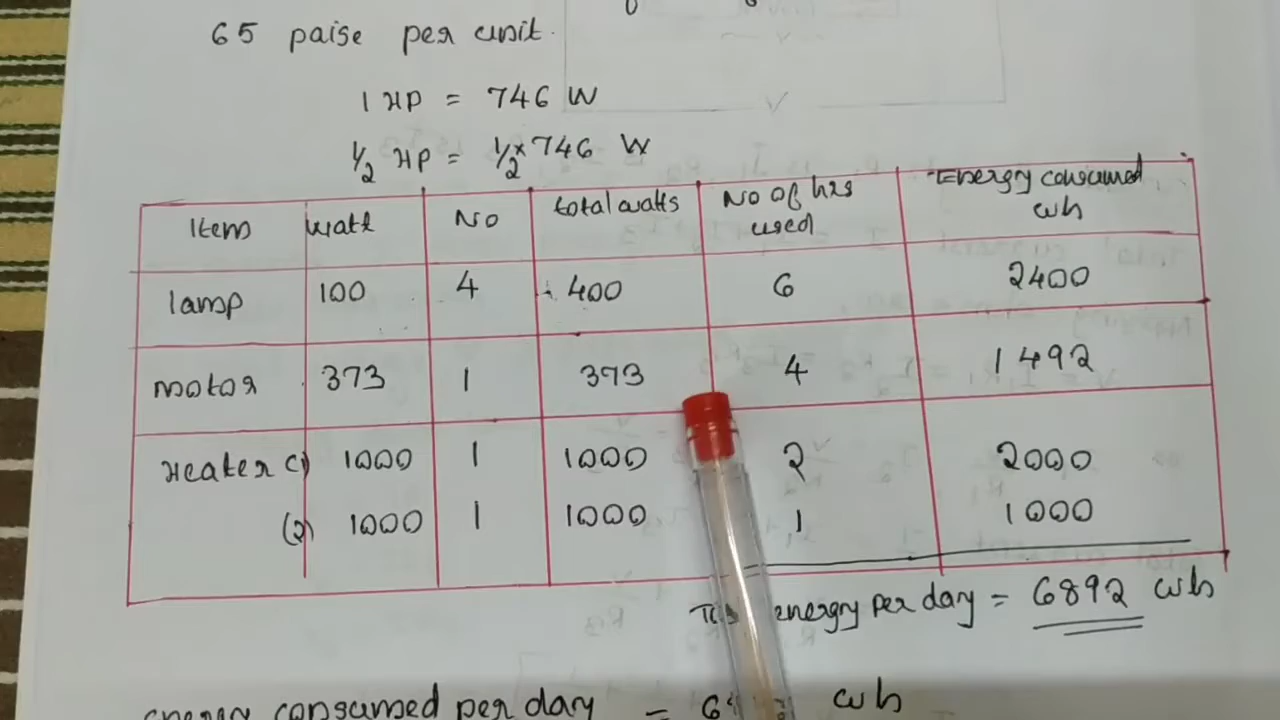 65 paise per unit.
1 HP = 746 W
1/2 HP = 1/2 x 746 W
Item watt No total watts No of hrs used Energy consumed wh
lamp 100 4 400 6 2400
motor 373 1 373 4 1492
Heater (1) 1000 1 1000 2 2000
(2) 1000 1 1000 1 1000
energy per day = 6892 wh
energy consumed per day = wh